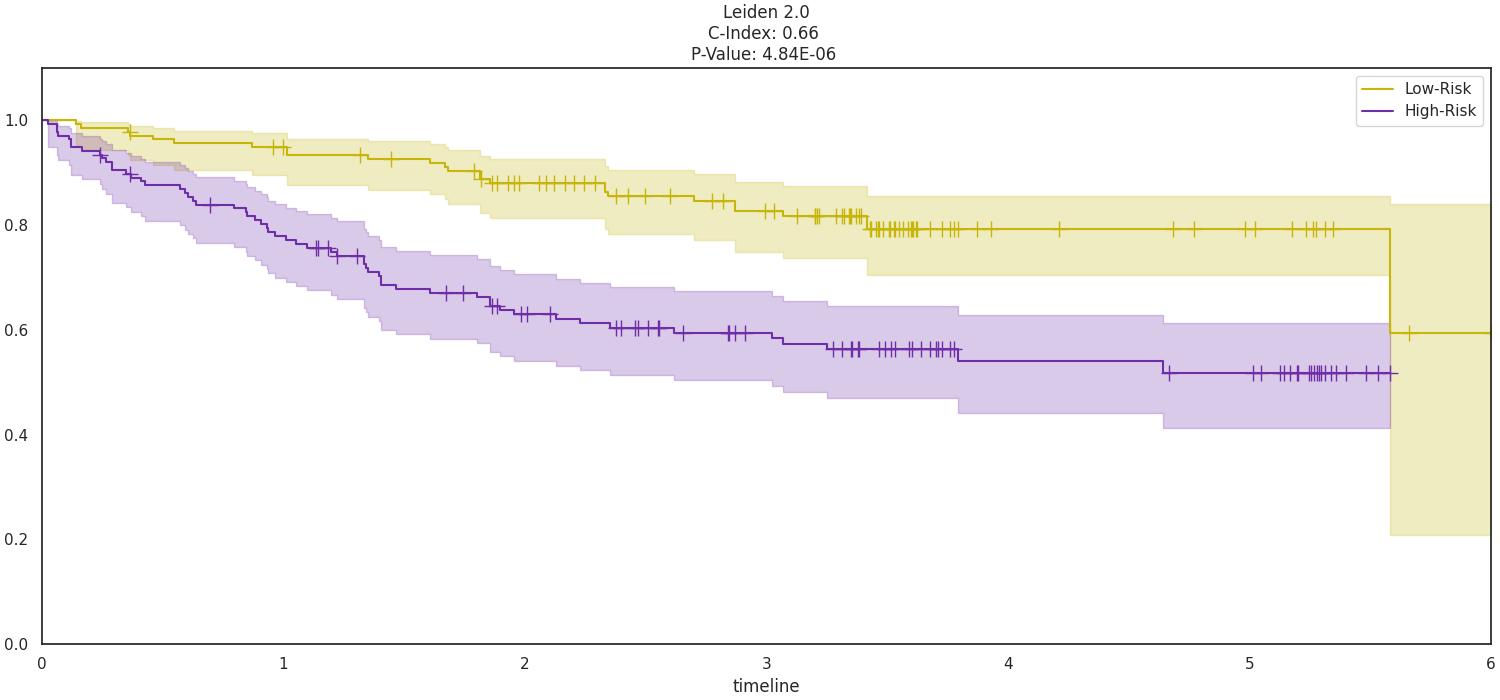 Leiden 2.0
C-Index: 0.66
P-Value: 4.84E-06
Low-Risk
High-Risk
1.0
0.8
0.6
0.4
0.2
0.0
0 1 2 3 4 5 6
timeline